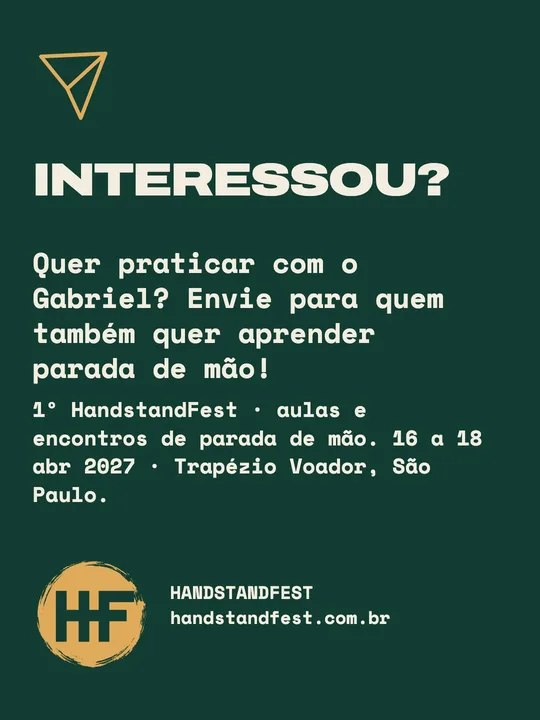 INTERESSOU?
Quer praticar com o
Gabriel? Envie para quem
também quer aprender
parada de mão!
1º HandstandFest · aulas e
encontros de parada de mão. 16 a 18
abr 2027 · Trapézio Voador, São
Paulo.
HF
HANDSTANDFEST
handstandfest.com.br